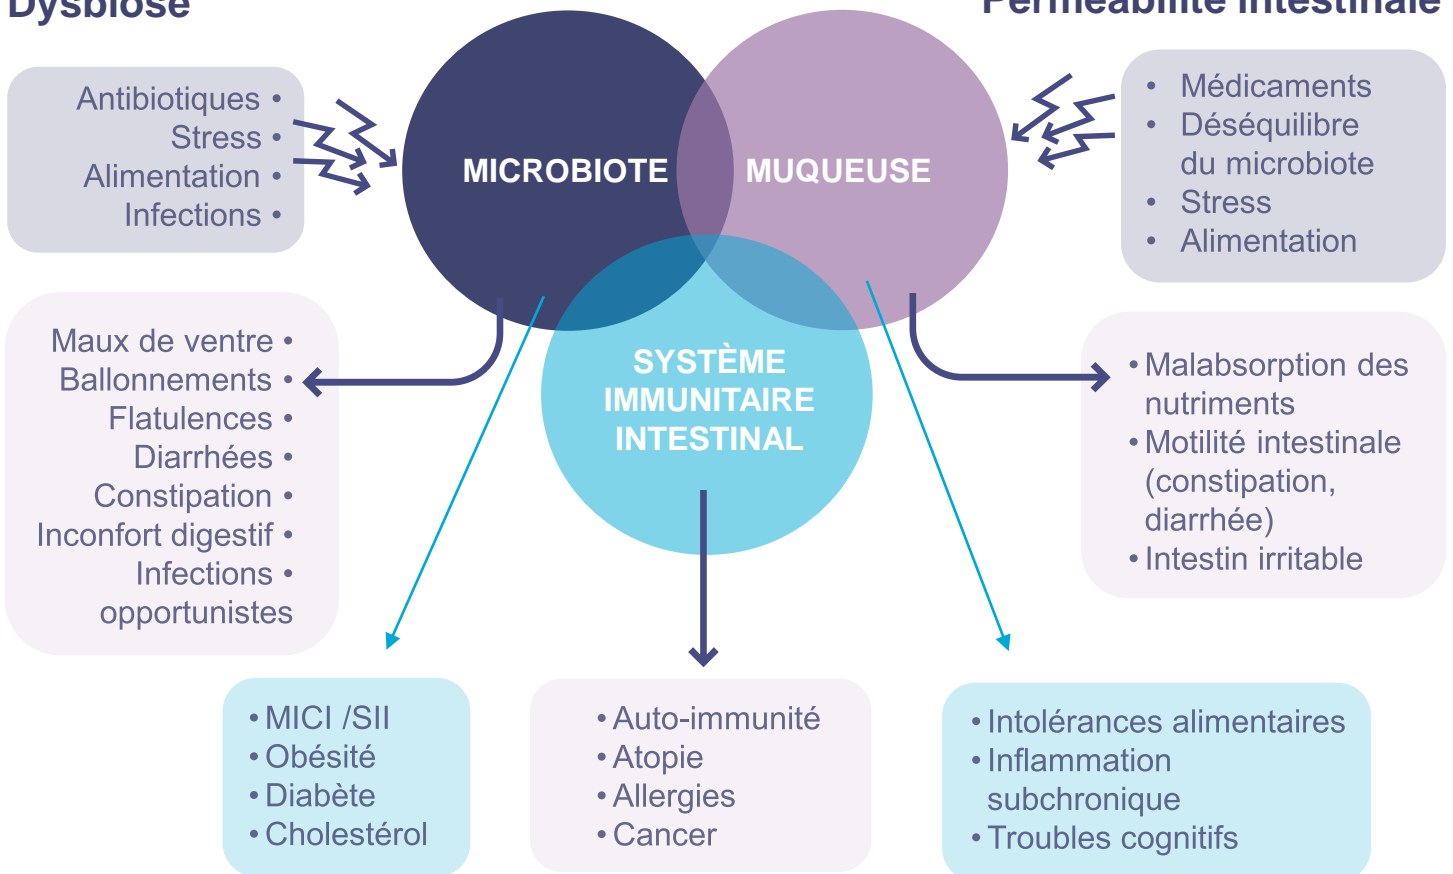 Dysbiose
Perméabilité intestinale
Antibiotiques •
Stress •
Alimentation •
Infections •
MICROBIOTE
MUQUEUSE
• Médicaments
• Déséquilibre
du microbiote
• Stress
• Alimentation
Maux de ventre •
Ballonnements •
Flatulences •
Diarrhées •
Constipation •
Inconfort digestif •
Infections •
opportunistes
SYSTÈME
IMMUNITAIRE
INTESTINAL
• Malabsorption des
nutriments
• Motilité intestinale
(constipation,
diarrhée)
• Intestin irritable
• MICI /SII
• Obésité
• Diabète
• Cholestérol
• Auto-immunité
• Atopie
• Allergies
• Cancer
• Intolérances alimentaires
• Inflammation
subchronique
• Troubles cognitifs